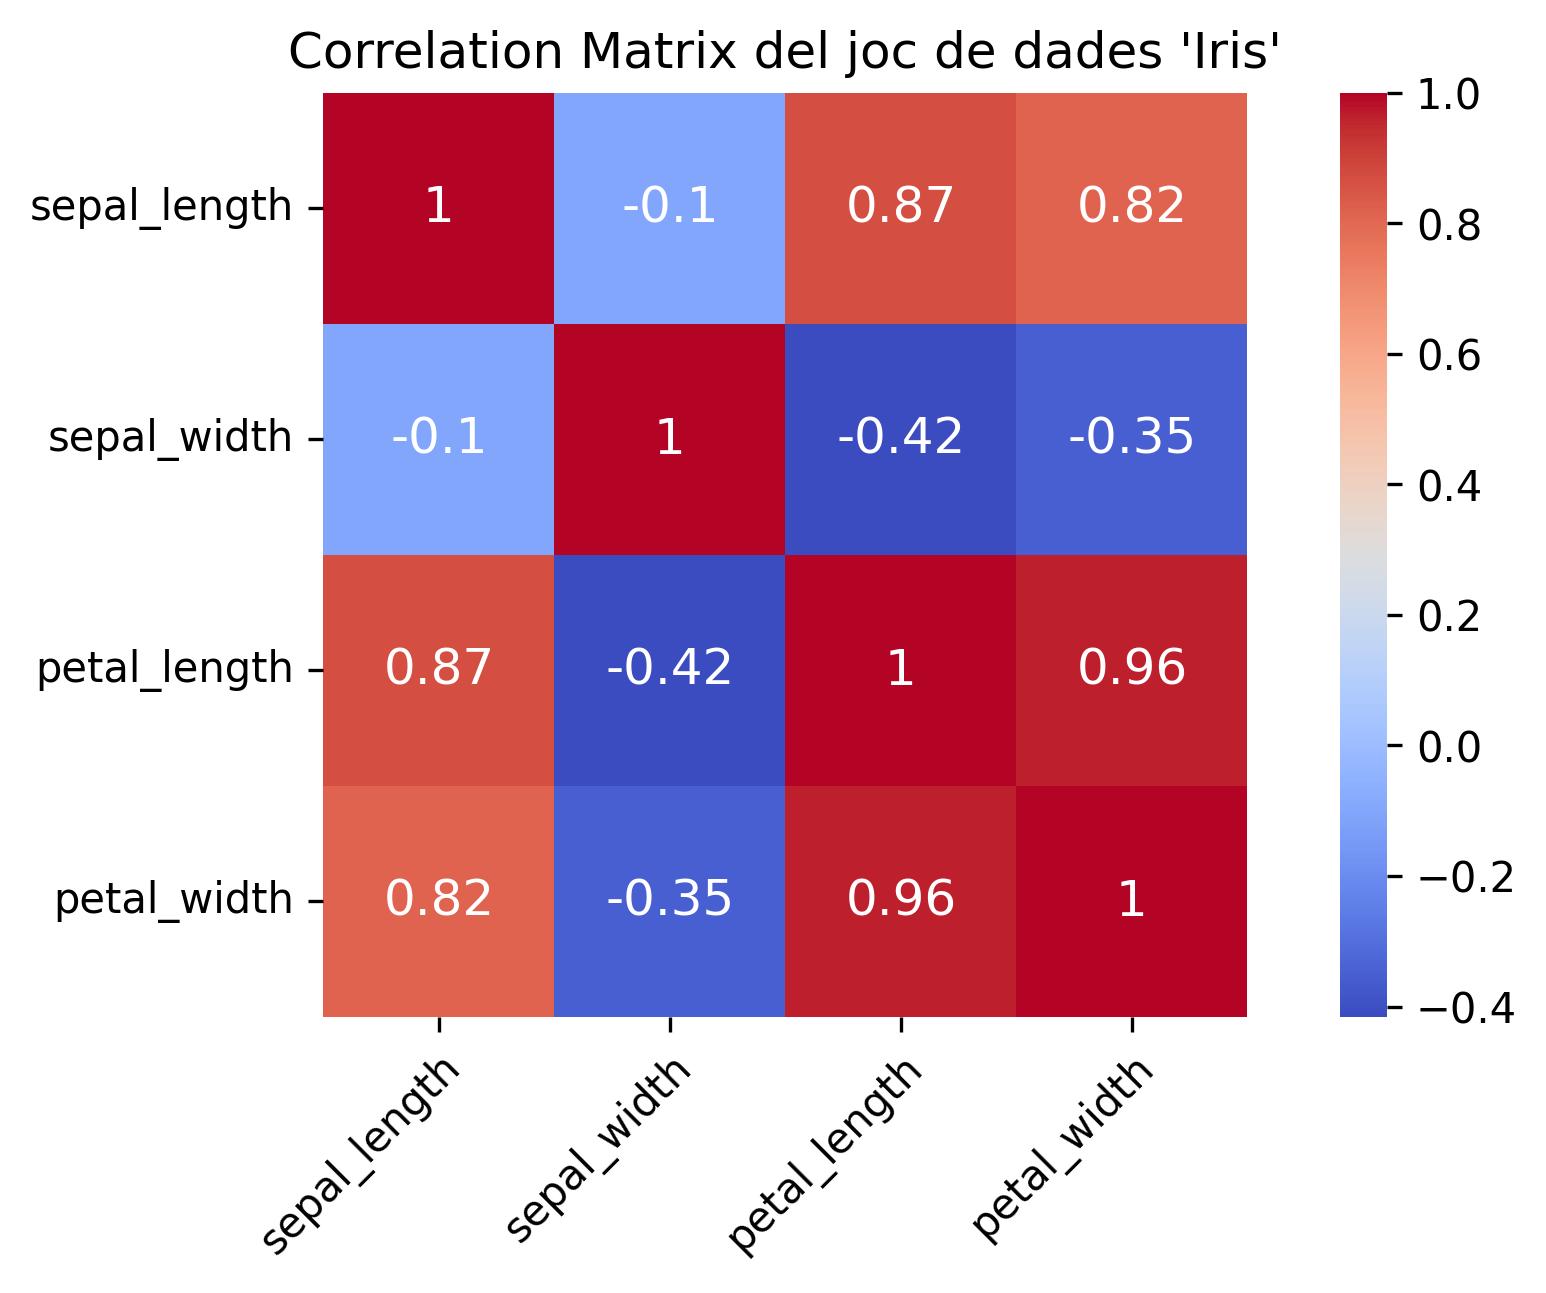 Correlation Matrix del joc de dades 'Iris'
sepal_length 1 -0.1 0.87 0.82
sepal_width -0.1 1 -0.42 -0.35
petal_length 0.87 -0.42 1 0.96
petal_width 0.82 -0.35 0.96 1
sepal_length sepal_width petal_length petal_width
1.0
0.8
0.6
0.4
0.2
0.0
−0.2
−0.4